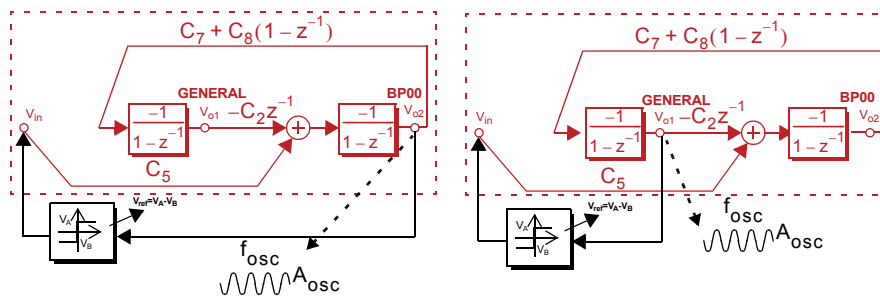 C7 + C8(1 – z⁻¹)
GENERAL
BP00
Vin
-1
1 – z⁻¹
Vo1
–C2z⁻¹
+
-1
1 – z⁻¹
Vo2
C5
VA
VB
Vref=VA-VB
fosc
Aosc
C7 + C8(1 – z⁻¹)
GENERAL
BP00
Vin
-1
1 – z⁻¹
Vo1
–C2z⁻¹
+
-1
1 – z⁻¹
Vo2
C5
VA
VB
Vref=VA-VB
fosc
Aosc